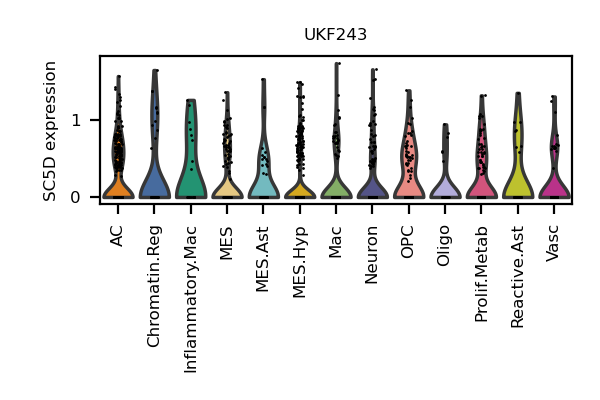 UKF243
SC5D expression
1
0
AC
Chromatin.Reg
Inflammatory.Mac
MES
MES.Ast
MES.Hyp
Mac
Neuron
OPC
Oligo
Prolif.Metab
Reactive.Ast
Vasc